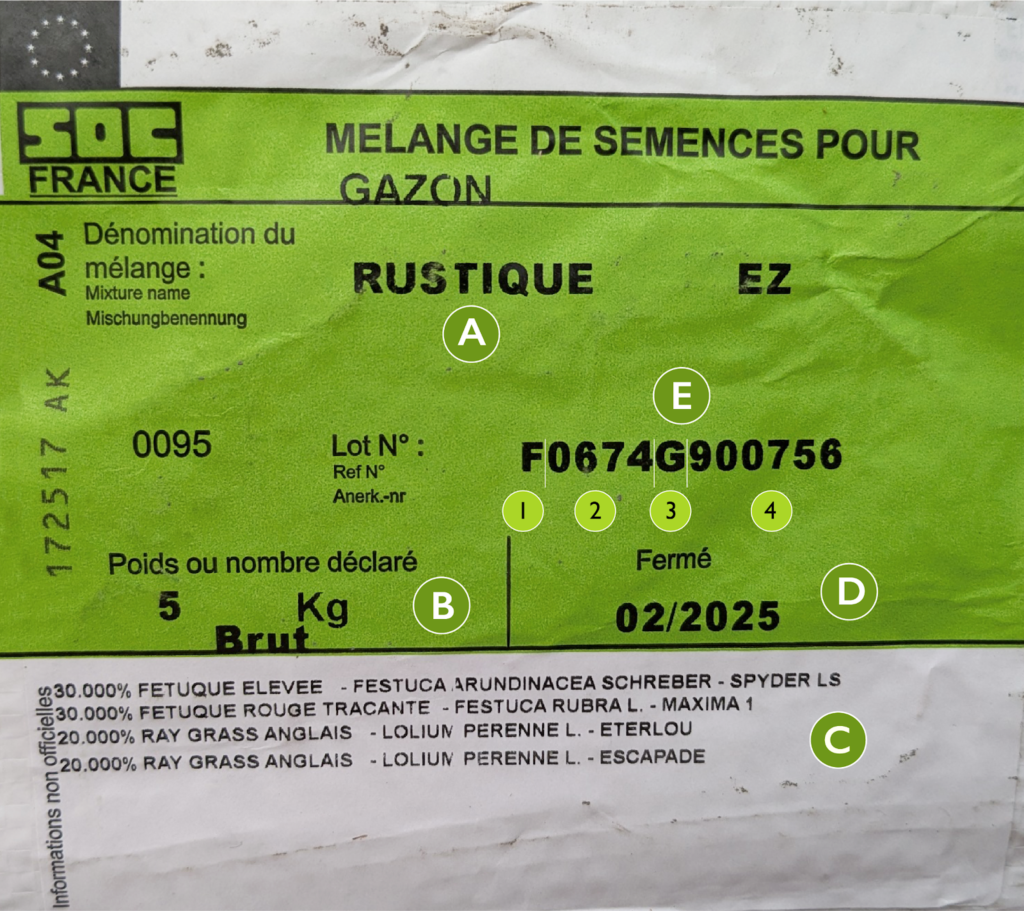 SOC
FRANCE
MELANGE DE SEMENCES POUR
GAZON
A04
Dénomination du
mélange :
Mixture name
Mischungbenennung
RUSTIQUE EZ
A
172517 AK
E
0095
Lot N° :
Ref N°
Anerk.-nr
F0674G900756
1 2 3 4
Poids ou nombre déclaré
5 Kg
Brut
B
Fermé
02/2025
D
Informations non officielles
30.000% FETUQUE ELEVEE - FESTUCA ARUNDINACEA SCHREBER - SPYDER LS
30.000% FETUQUE ROUGE TRACANTE - FESTUCA RUBRA L. - MAXIMA 1
20.000% RAY GRASS ANGLAIS - LOLIUM PERENNE L. - ETERLOU
20.000% RAY GRASS ANGLAIS - LOLIUM PERENNE L. - ESCAPADE
C